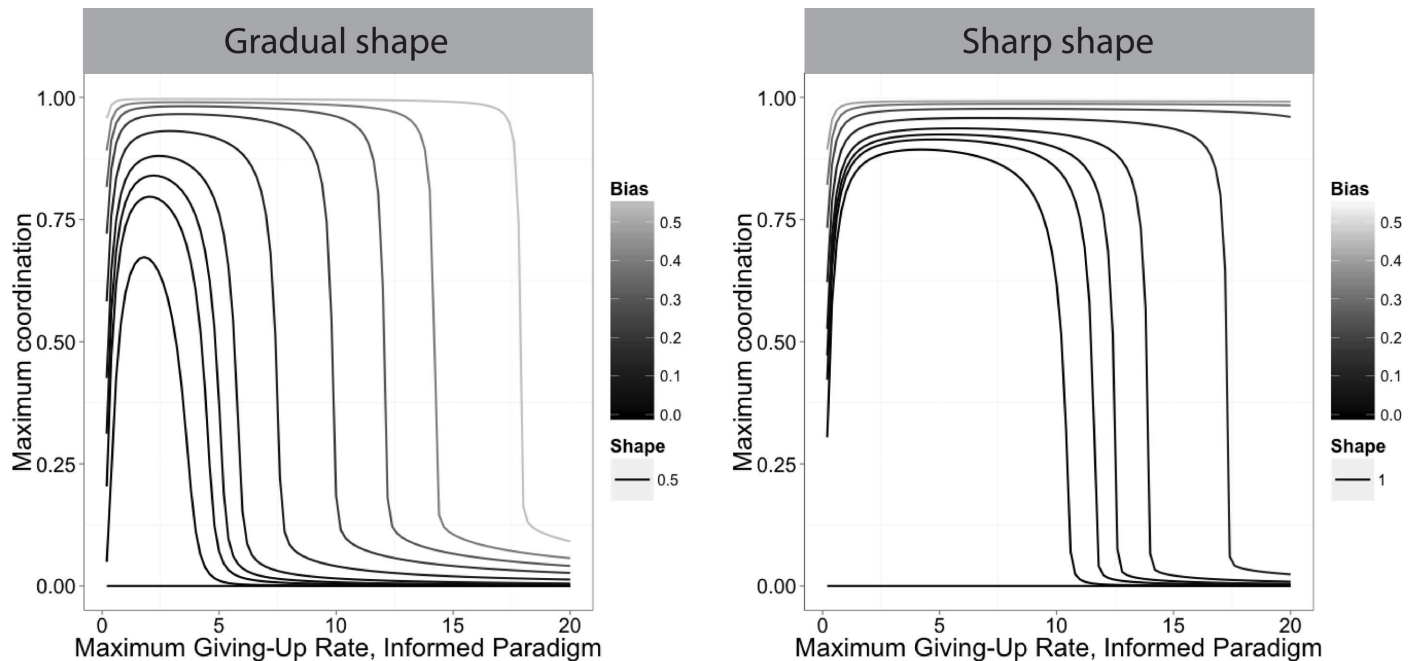 Gradual shape
Maximum coordination
1.00
0.75
0.50
0.25
0.00
0 5 10 15 20
Maximum Giving-Up Rate, Informed Paradigm
Bias
0.5
0.4
0.3
0.2
0.1
0.0
Shape
0.5
Sharp shape
Maximum coordination
1.00
0.75
0.50
0.25
0.00
0 5 10 15 20
Maximum Giving-Up Rate, Informed Paradigm
Bias
0.5
0.4
0.3
0.2
0.1
0.0
Shape
1